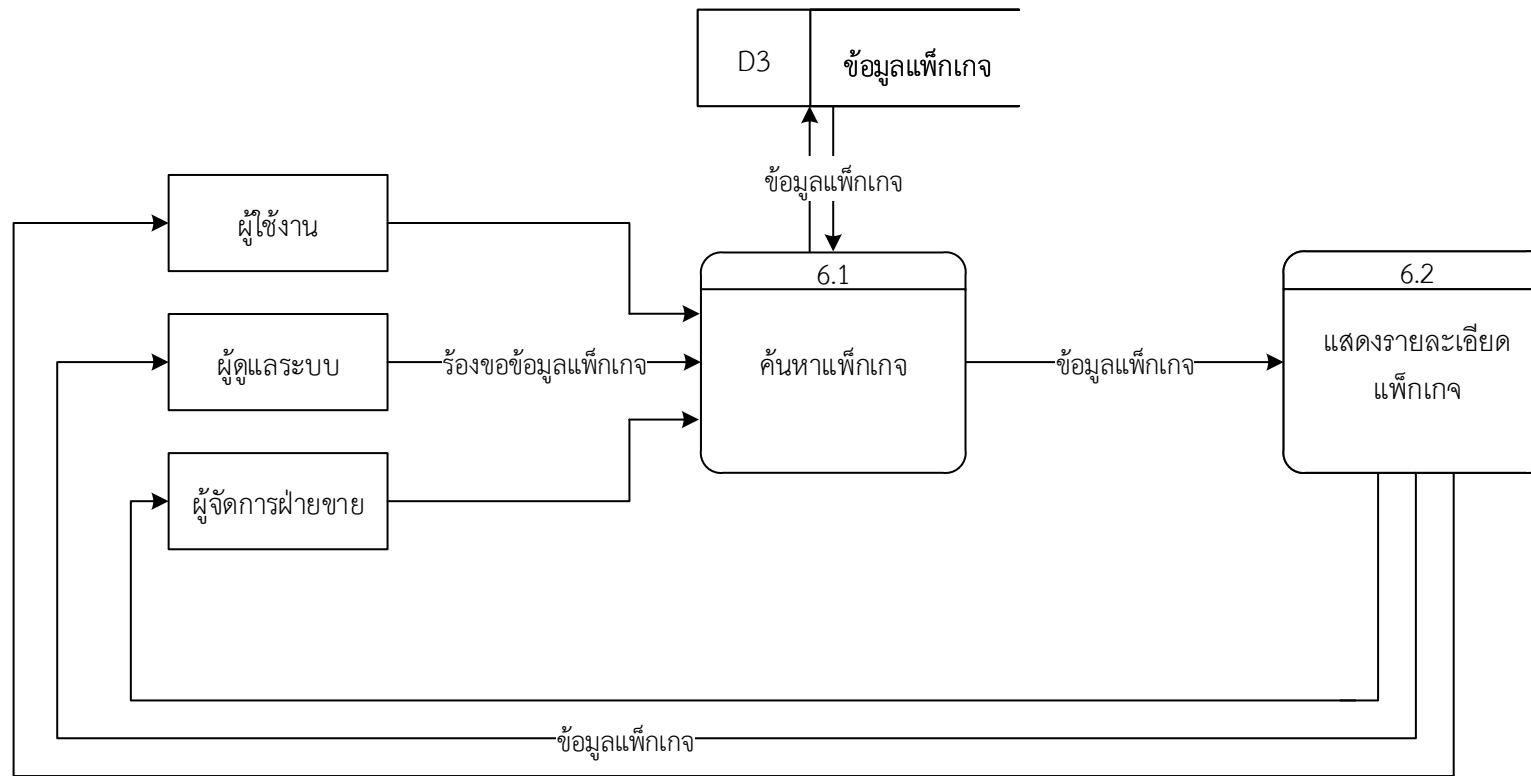 D3
ข้อมูลแพ็กเกจ
ข้อมูลแพ็กเกจ
ผู้ใช้งาน
6.1
6.2
ผู้ดูแลระบบ
ร้องขอข้อมูลแพ็กเกจ
ค้นหาแพ็กเกจ
ข้อมูลแพ็กเกจ
แสดงรายละเอียด
แพ็กเกจ
ผู้จัดการฝ่ายขาย
ข้อมูลแพ็กเกจ